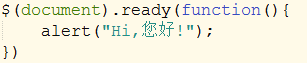 $(document).ready(function(){
    alert("Hi,您好!");
})